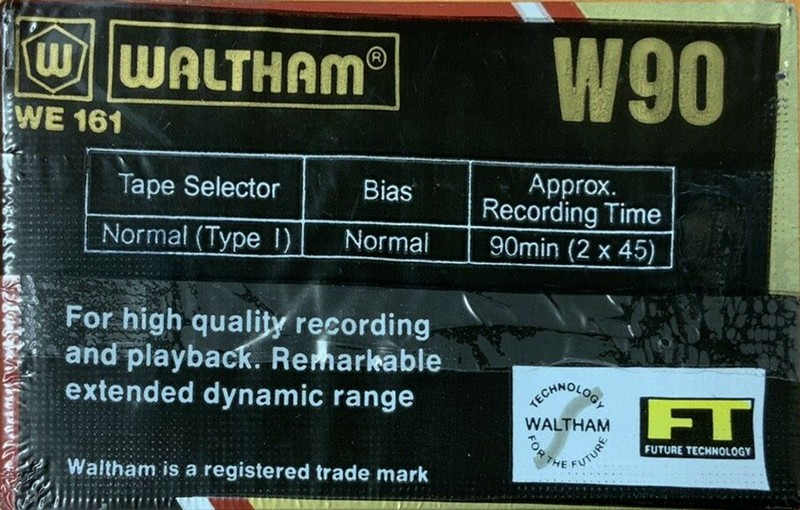 W WALTHAM® W90
WE 161
Tape Selector Bias Approx. Recording Time
Normal (Type I) Normal 90min (2 x 45)
For high quality recording
and playback. Remarkable
extended dynamic range
TECHNOLOGY
WALTHAM
FOR THE FUTURE
FT
FUTURE TECHNOLOGY
Waltham is a registered trade mark